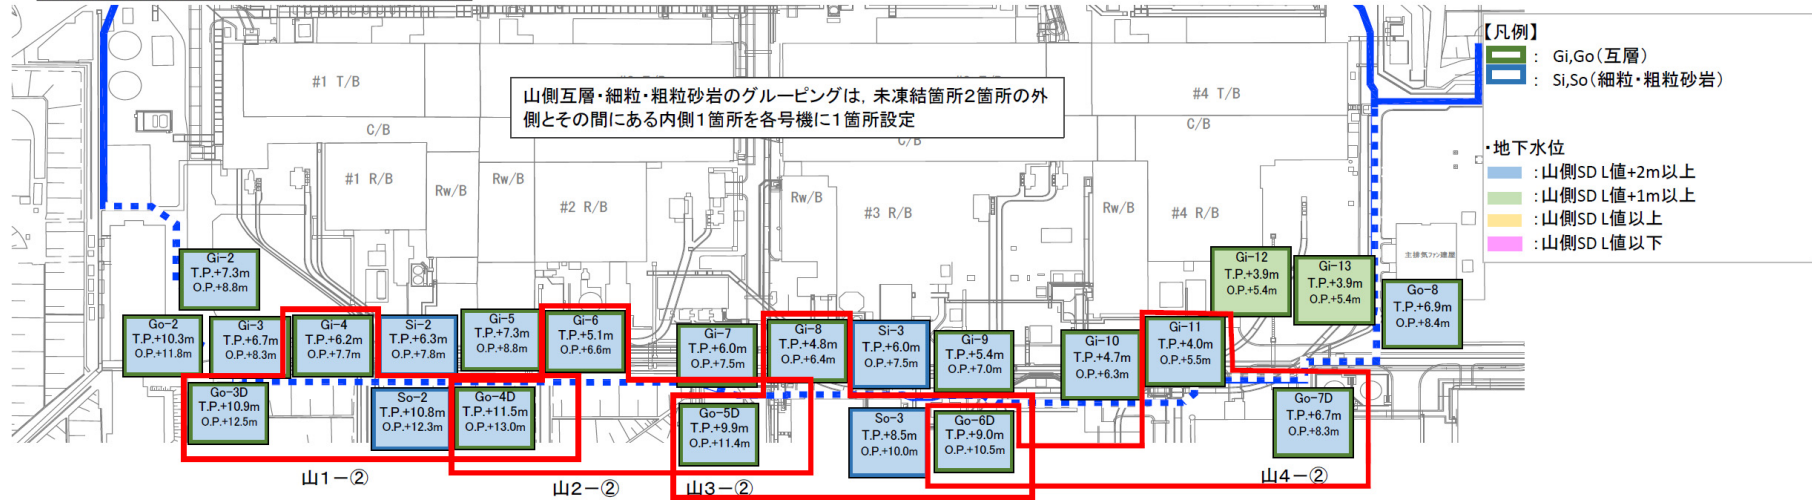 #1 T/B
#4 T/B
山側互層・細粒・粗粒砂岩のグルーピングは，未凍結箇所2箇所の外
側とその間にある内側1箇所を各号機に1箇所設定
C/B
C/B
C/B
#1 R/B
Rw/B
Rw/B
#2 R/B
Rw/B
#3 R/B
Rw/B
#4 R/B
主排気ファン建屋
【凡例】
: Gi,Go(互層)
: Si,So(細粒・粗粒砂岩)
・地下水位
:山側SD L値+2m以上
:山側SD L値+1m以上
:山側SD L値以上
:山側SD L値以下
Gi-2
T.P.+7.3m
O.P.+8.8m
Go-2
T.P.+10.3m
O.P.+11.8m
Gi-3
T.P.+6.7m
O.P.+8.3m
Gi-4
T.P.+6.2m
O.P.+7.7m
Si-2
T.P.+6.3m
O.P.+7.8m
Gi-5
T.P.+7.3m
O.P.+8.8m
Gi-6
T.P.+5.1m
O.P.+6.6m
Gi-7
T.P.+6.0m
O.P.+7.5m
Gi-8
T.P.+4.8m
O.P.+6.4m
Si-3
T.P.+6.0m
O.P.+7.5m
Gi-9
T.P.+5.4m
O.P.+7.0m
Gi-10
T.P.+4.7m
O.P.+6.3m
Gi-11
T.P.+4.0m
O.P.+5.5m
Gi-12
T.P.+3.9m
O.P.+5.4m
Gi-13
T.P.+3.9m
O.P.+5.4m
Go-8
T.P.+6.9m
O.P.+8.4m
Go-3D
T.P.+10.9m
O.P.+12.5m
So-2
T.P.+10.8m
O.P.+12.3m
Go-4D
T.P.+11.5m
O.P.+13.0m
Go-5D
T.P.+9.9m
O.P.+11.4m
So-3
T.P.+8.5m
O.P.+10.0m
Go-6D
T.P.+9.0m
O.P.+10.5m
Go-7D
T.P.+6.7m
O.P.+8.3m
山1-②
山2-②
山3-②
山4-②